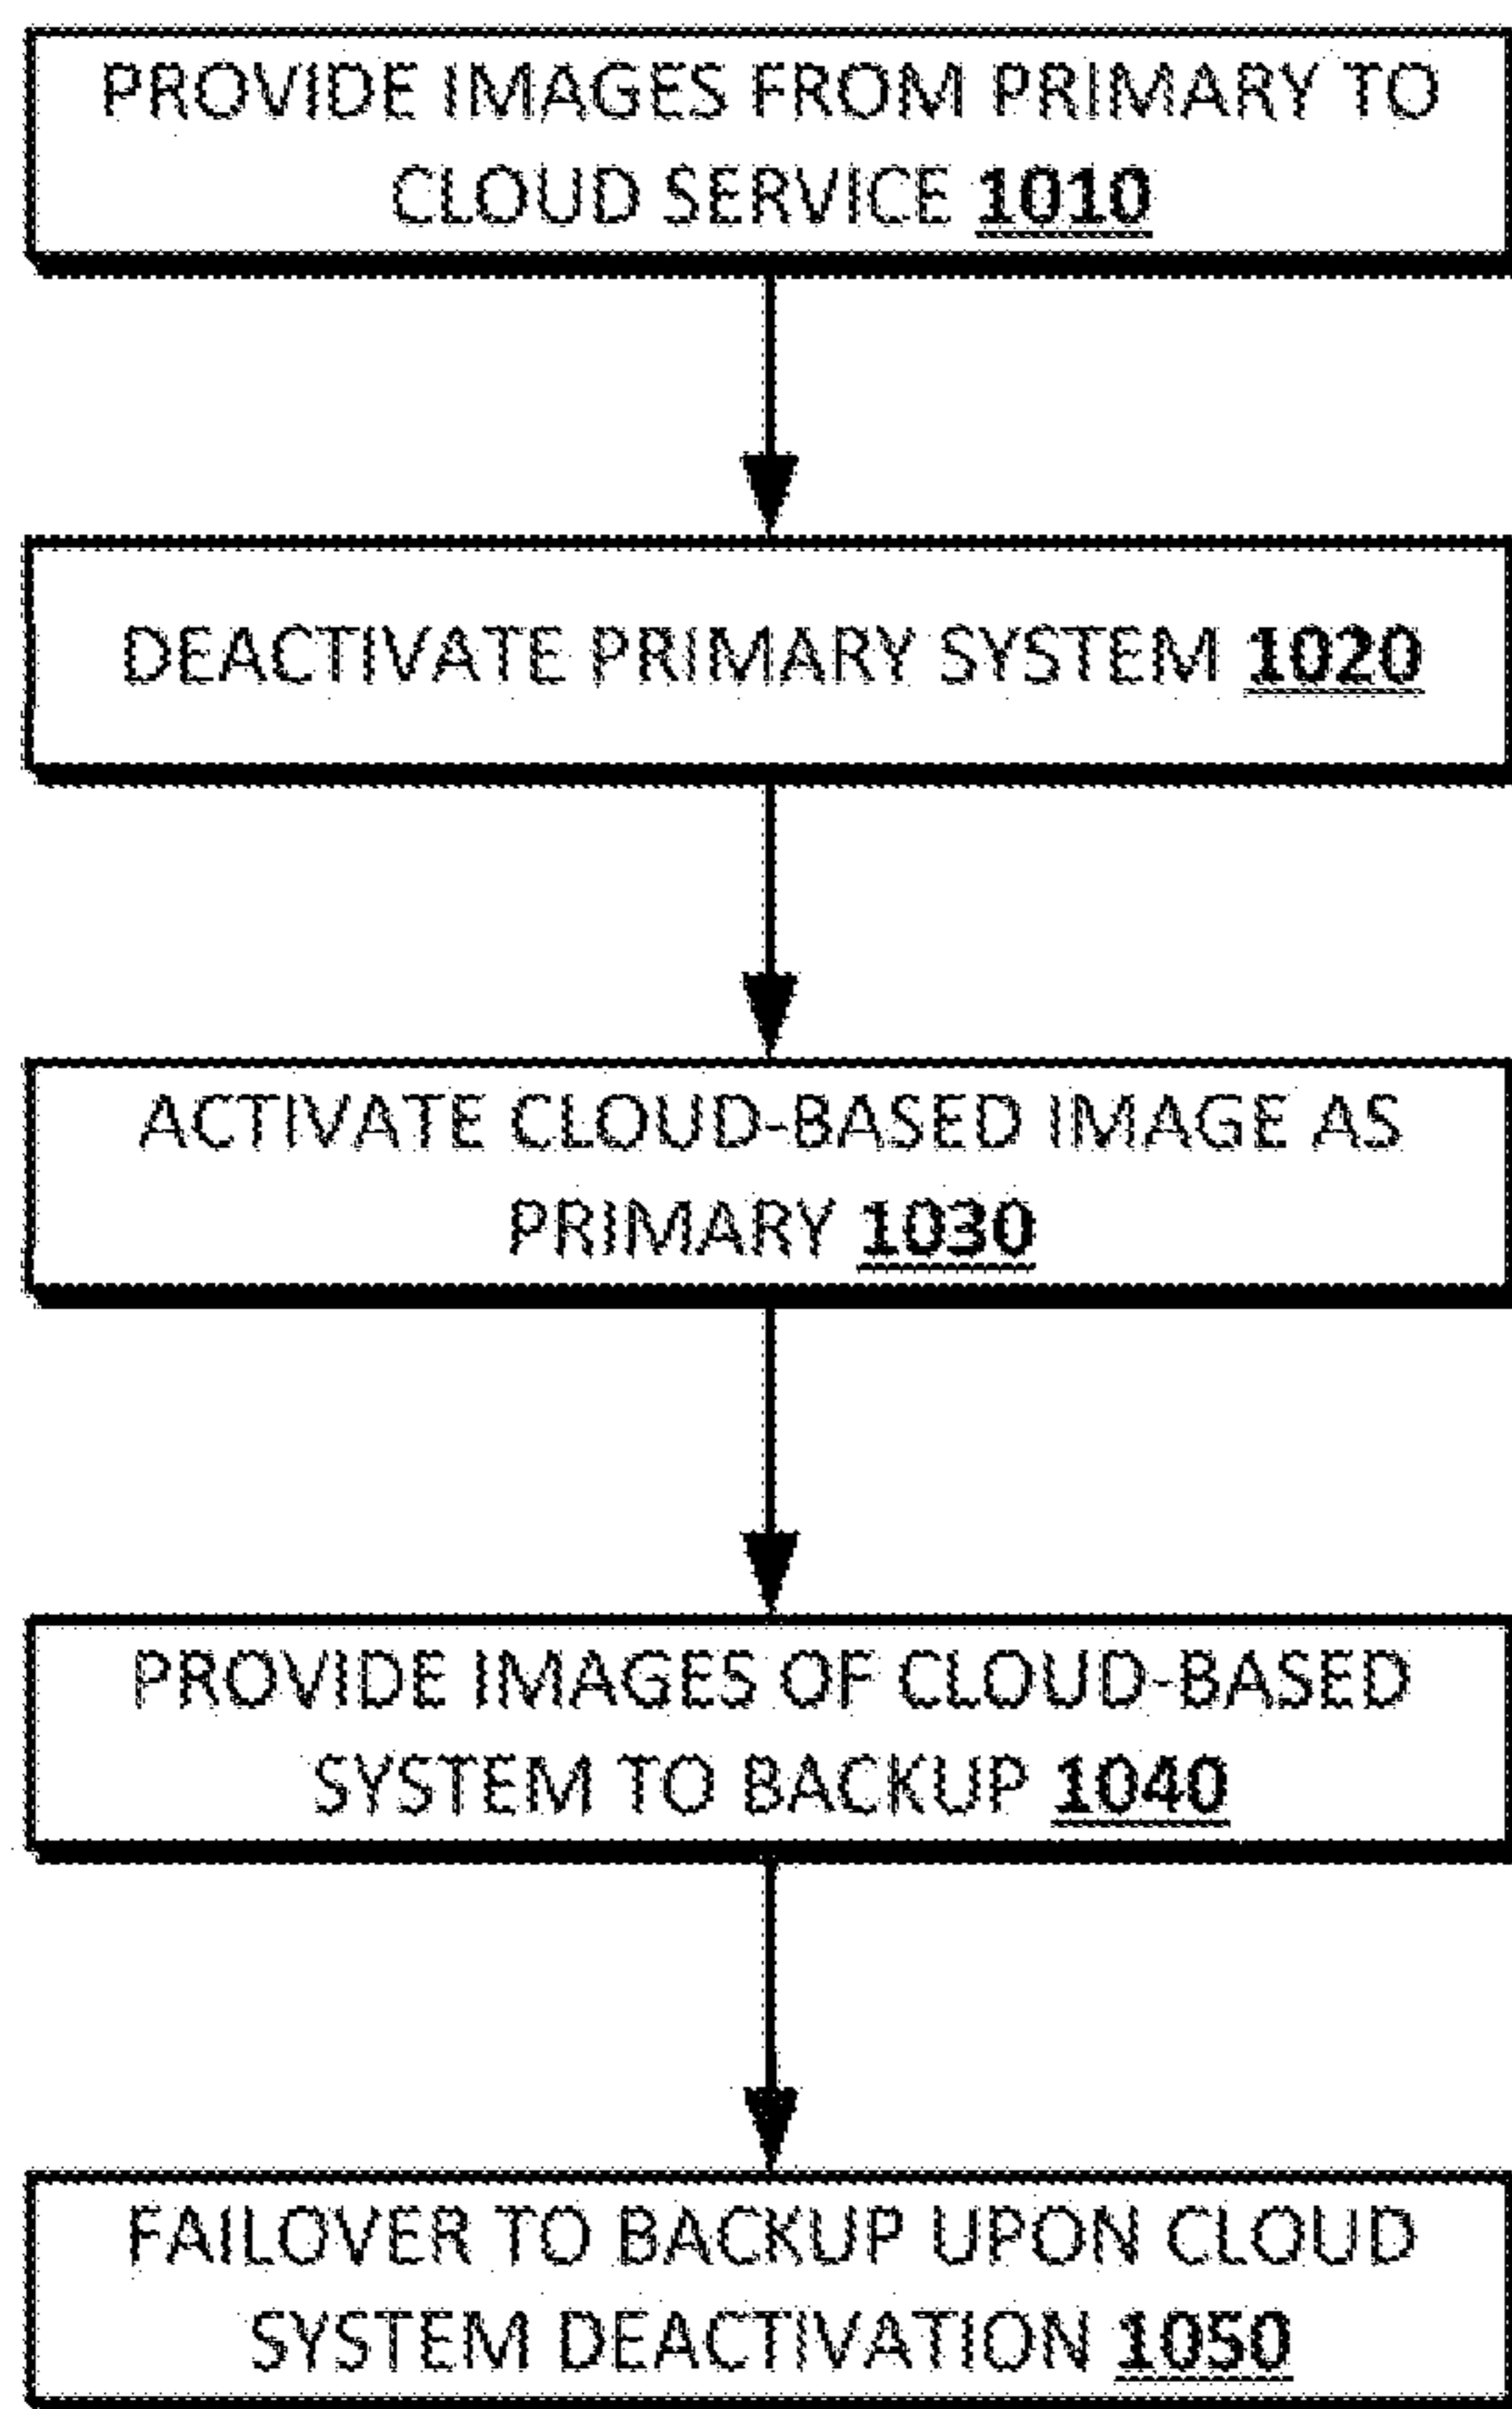 PROVIDE IMAGES FROM PRIMARY TO
CLOUD SERVICE 1010
DEACTIVATE PRIMARY SYSTEM 1020
ACTIVATE CLOUD-BASED IMAGE AS
PRIMARY 1030
PROVIDE IMAGES OF CLOUD-BASED
SYSTEM TO BACKUP 1040
FAILOVER TO BACKUP UPON CLOUD
SYSTEM DEACTIVATION 1050